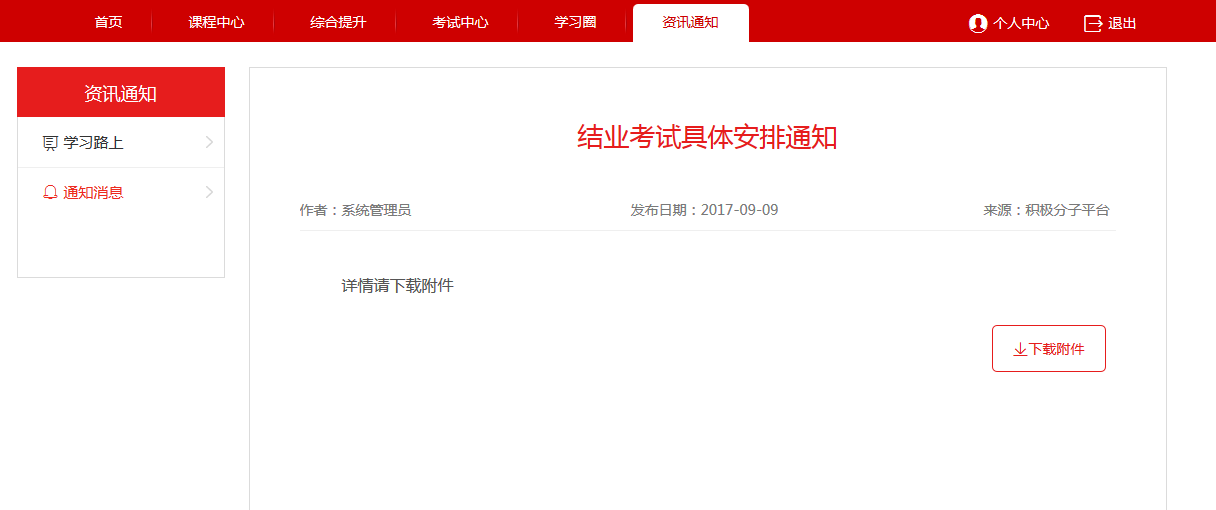 首页 课程中心 综合提升 考试中心 学习圈 资讯通知 个人中心 退出
资讯通知
学习路上
通知消息
结业考试具体安排通知
作者：系统管理员 发布日期：2017-09-09 来源：积极分子平台
详情请下载附件
下载附件